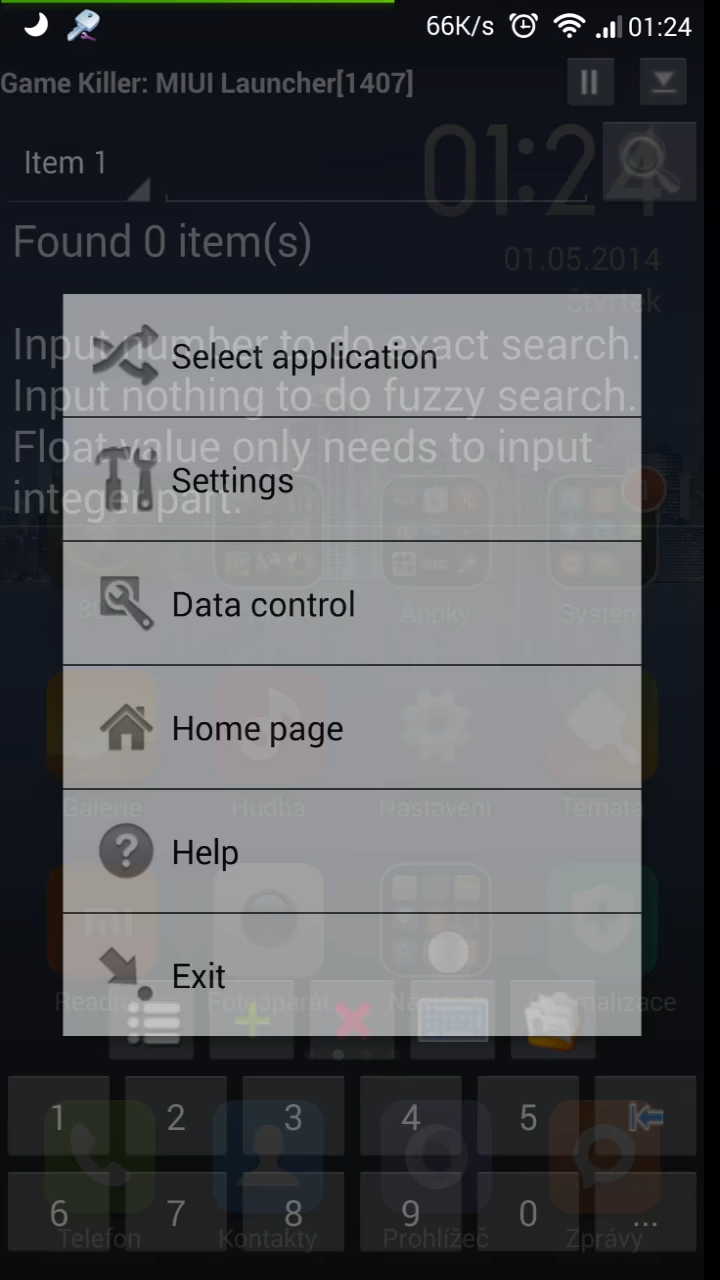 66K/s 01:24
Game Killer: MIUI Launcher[1407]
01:24
Item 1
Found 0 item(s)
01.05.2014
čtvrtek
Input number to do exact search.
Input nothing to do fuzzy search.
Float value only needs to input
integer part.
Select application
Settings
Data control
Home page
Help
Exit
Appky
Systém
Galerie Hudba Nastavení Témata
1 2 3 4 5
6 7 8 9 0 ...
Telefon Kontakty Prohlížeč Zprávy